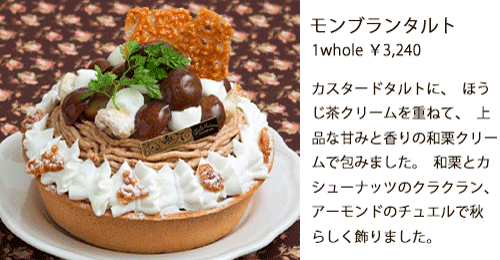 モンブランタルト
1whole ￥3,240
カスタードタルトに、 ほう
じ茶クリームを重ねて、 上
品な甘みと香りの和栗クリー
ムで包みました。 和栗とカ
シューナッツのクラクラン、
アーモンドのチュエルで秋
らしく飾りました。